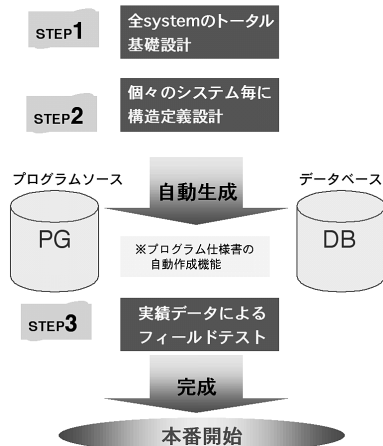 STEP1
全systemのトータル
基礎設計
STEP2
個々のシステム毎に
構造定義設計
プログラムソース
データベース
自動生成
PG
DB
※プログラム仕様書の
自動作成機能
STEP3
実績データによる
フィールドテスト
完成
本番開始